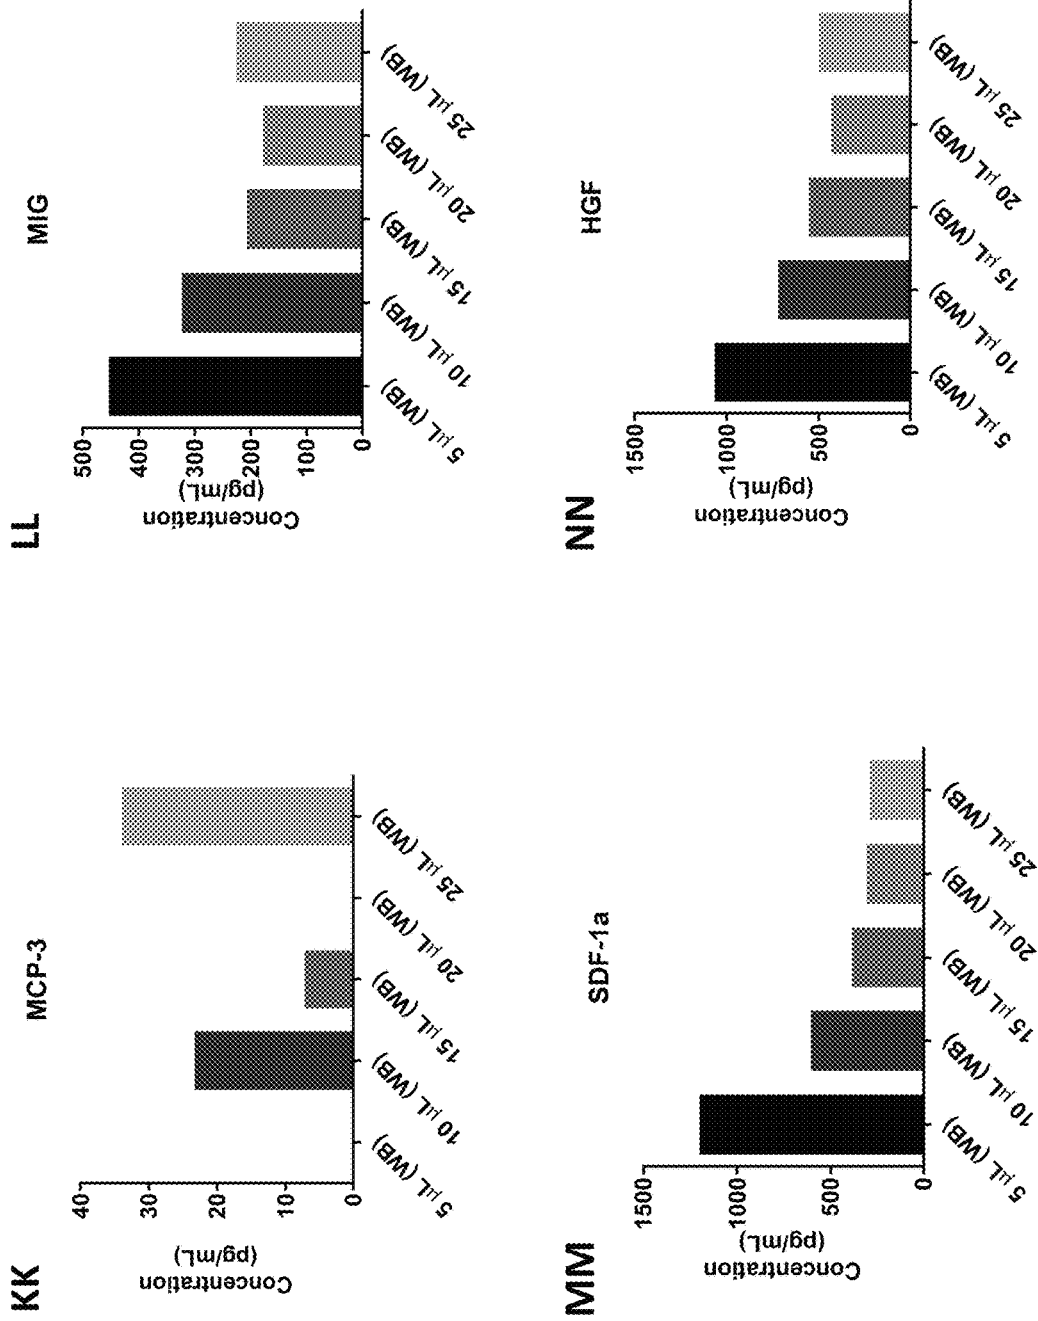 KK
MCP-3
Concentration
(pg/mL)
40
30
20
10
0
5 µL (WB)
10 µL (WB)
15 µL (WB)
20 µL (WB)
25 µL (WB)
LL
MIG
Concentration
(pg/mL)
500
400
300
200
100
0
5 µL (WB)
10 µL (WB)
15 µL (WB)
20 µL (WB)
25 µL (WB)
MM
SDF-1a
Concentration
(pg/mL)
1500
1000
500
0
5 µL (WB)
10 µL (WB)
15 µL (WB)
20 µL (WB)
25 µL (WB)
NN
HGF
Concentration
(pg/mL)
1500
1000
500
0
5 µL (WB)
10 µL (WB)
15 µL (WB)
20 µL (WB)
25 µL (WB)